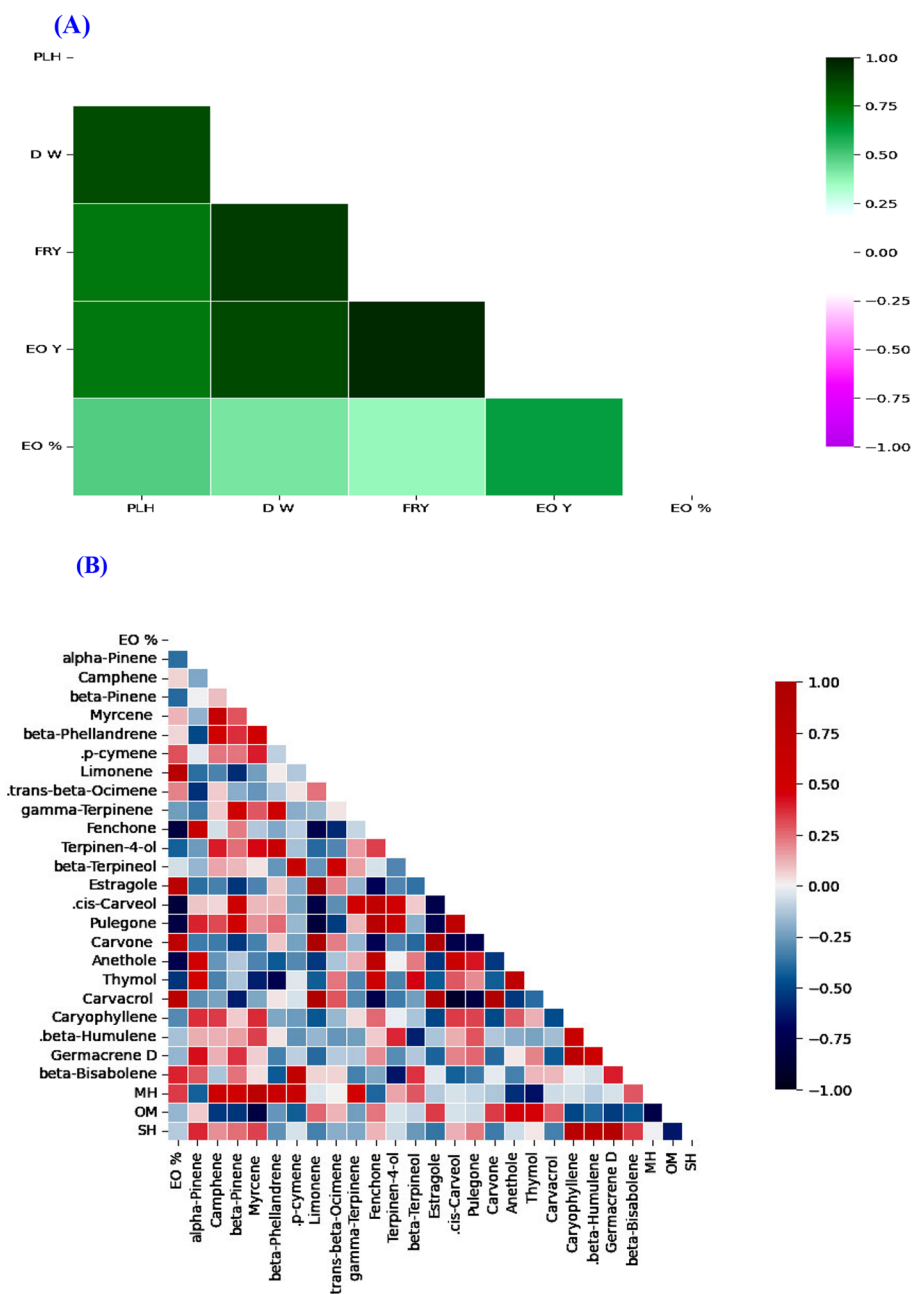 (A)
PLH
D W
FRY
EO Y
EO %
PLH D W FRY EO Y EO %
1.00
0.75
0.50
0.25
0.00
−0.25
−0.50
−0.75
−1.00
(B)
EO %
alpha-Pinene
Camphene
beta-Pinene
Myrcene
beta-Phellandrene
.p-cymene
Limonene
.trans-beta-Ocimene
gamma-Terpinene
Fenchone
Terpinen-4-ol
beta-Terpineol
Estragole
.cis-Carveol
Pulegone
Carvone
Anethole
Thymol
Carvacrol
Caryophyllene
.beta-Humulene
Germacrene D
beta-Bisabolene
MH
OM
SH
EO %
alpha-Pinene
Camphene
beta-Pinene
Myrcene
beta-Phellandrene
.p-cymene
Limonene
trans-beta-Ocimene
gamma-Terpinene
Fenchone
Terpinen-4-ol
beta-Terpineol
Estragole
.cis-Carveol
Pulegone
Carvone
Anethole
Thymol
Carvacrol
Caryophyllene
.beta-Humulene
Germacrene D
beta-Bisabolene
MH
OM
SH
1.00
0.75
0.50
0.25
0.00
−0.25
−0.50
−0.75
−1.00